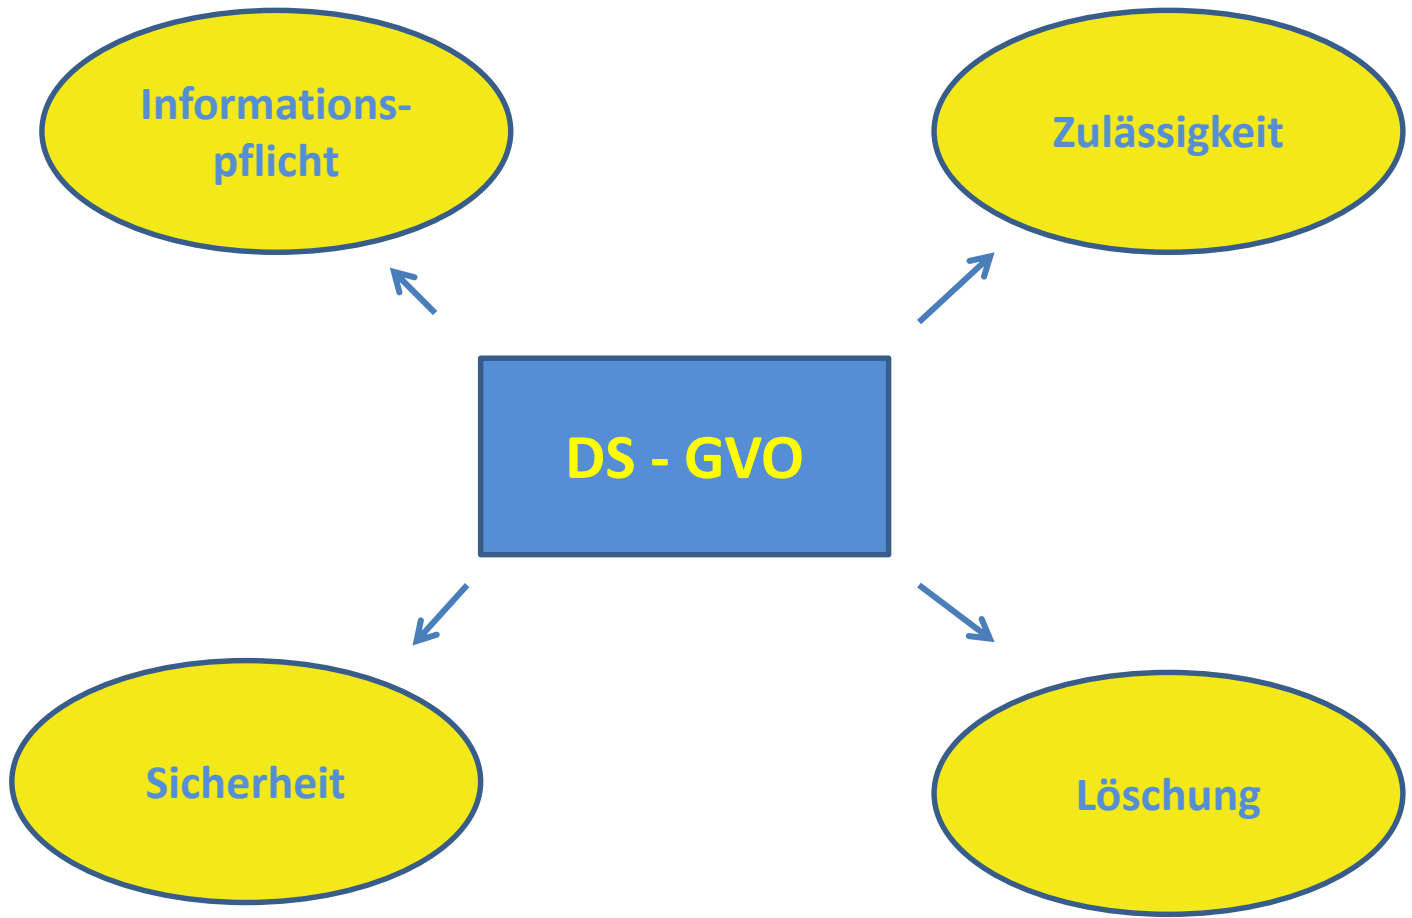 Informations-
pflicht
Zulässigkeit
DS - GVO
Sicherheit
Löschung